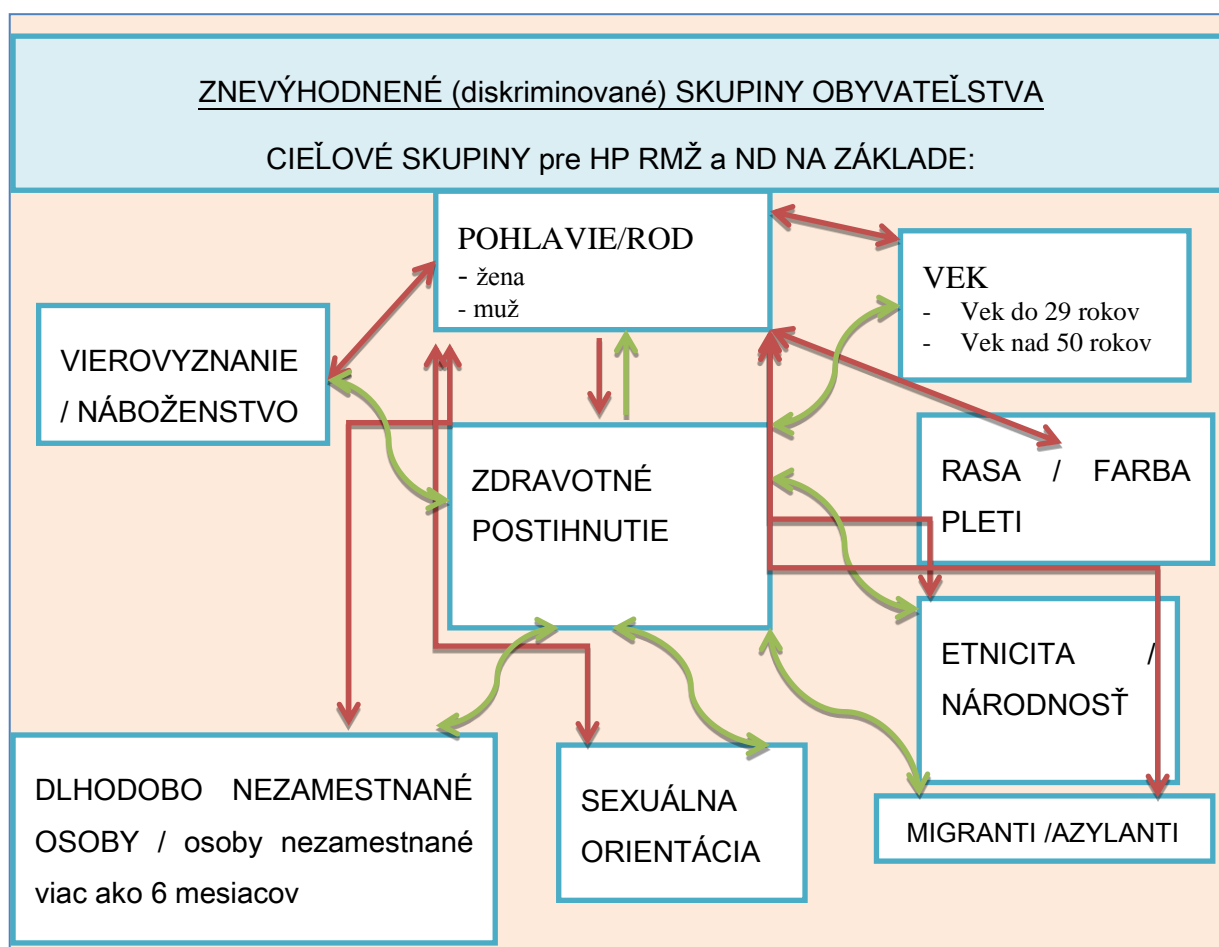 ZNEVÝHODNENÉ (diskriminované) SKUPINY OBYVATEĽSTVA
CIEĽOVÉ SKUPINY pre HP RMŽ a ND NA ZÁKLADE:
POHLAVIE/ROD
- žena
- muž
VEK
- Vek do 29 rokov
- Vek nad 50 rokov
VIEROVYZNANIE
/ NÁBOŽENSTVO
ZDRAVOTNÉ
POSTIHNUTIE
RASA / FARBA
PLETI
ETNICITA /
NÁRODNOSŤ
DLHODOBO NEZAMESTNANÉ
OSOBY / osoby nezamestnané
viac ako 6 mesiacov
SEXUÁLNA
ORIENTÁCIA
MIGRANTI /AZYLANTI